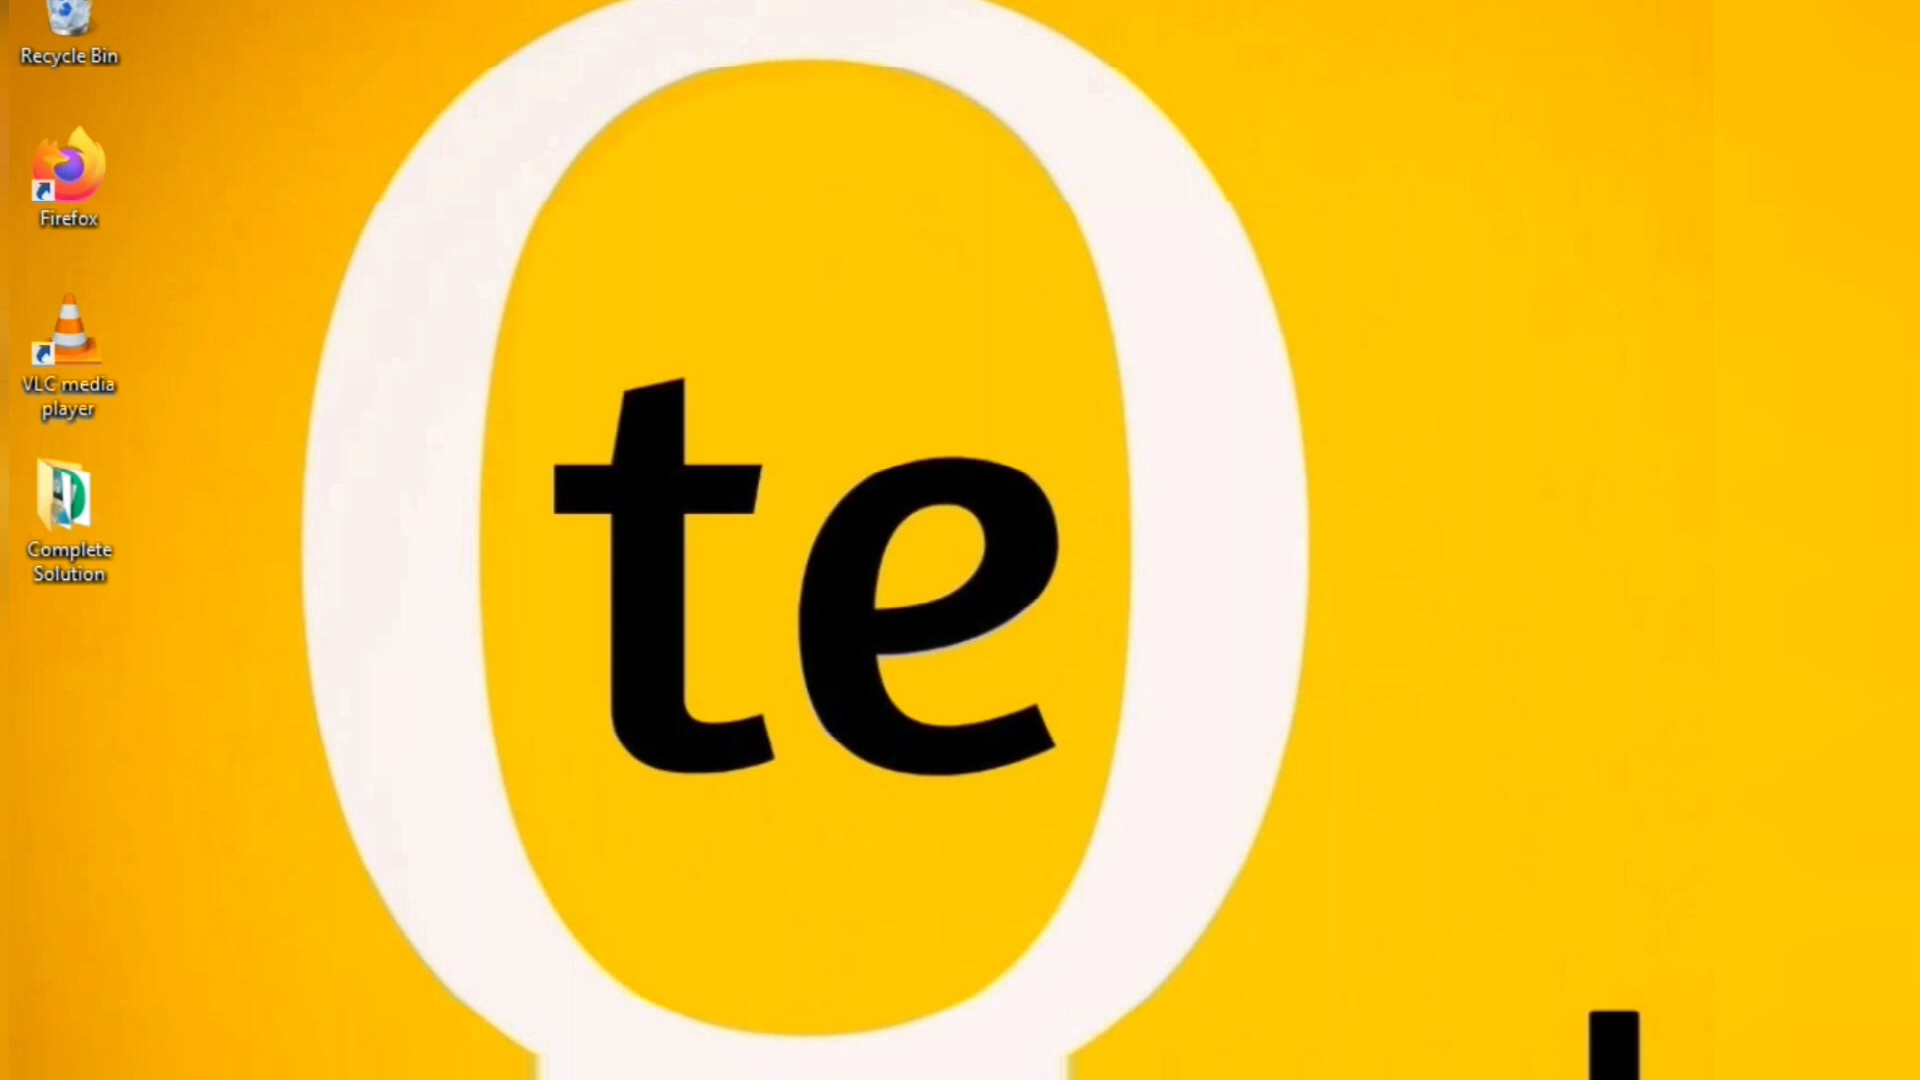 Recycle Bin
Firefox
VLC media
player
Complete
Solution
te